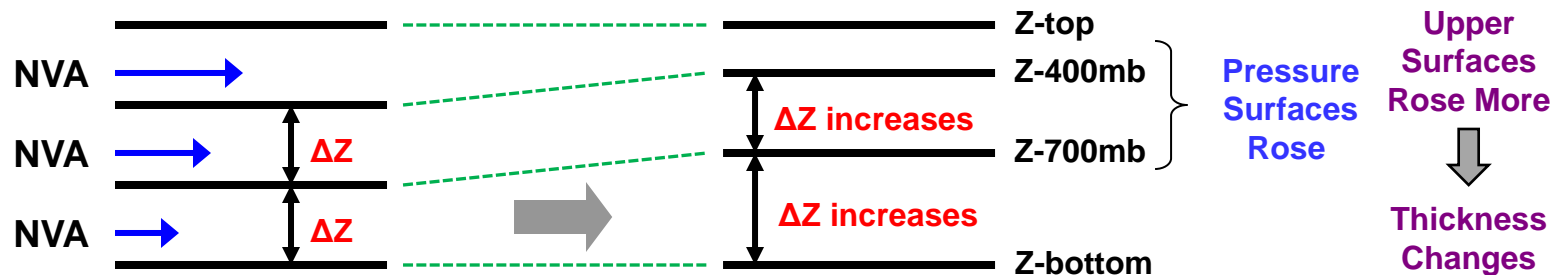 NVA
NVA
NVA
ΔZ
ΔZ
ΔZ increases
ΔZ increases
Z-top
Z-400mb
Z-700mb
Z-bottom
Pressure
Surfaces
Rose
Upper
Surfaces
Rose More
Thickness
Changes